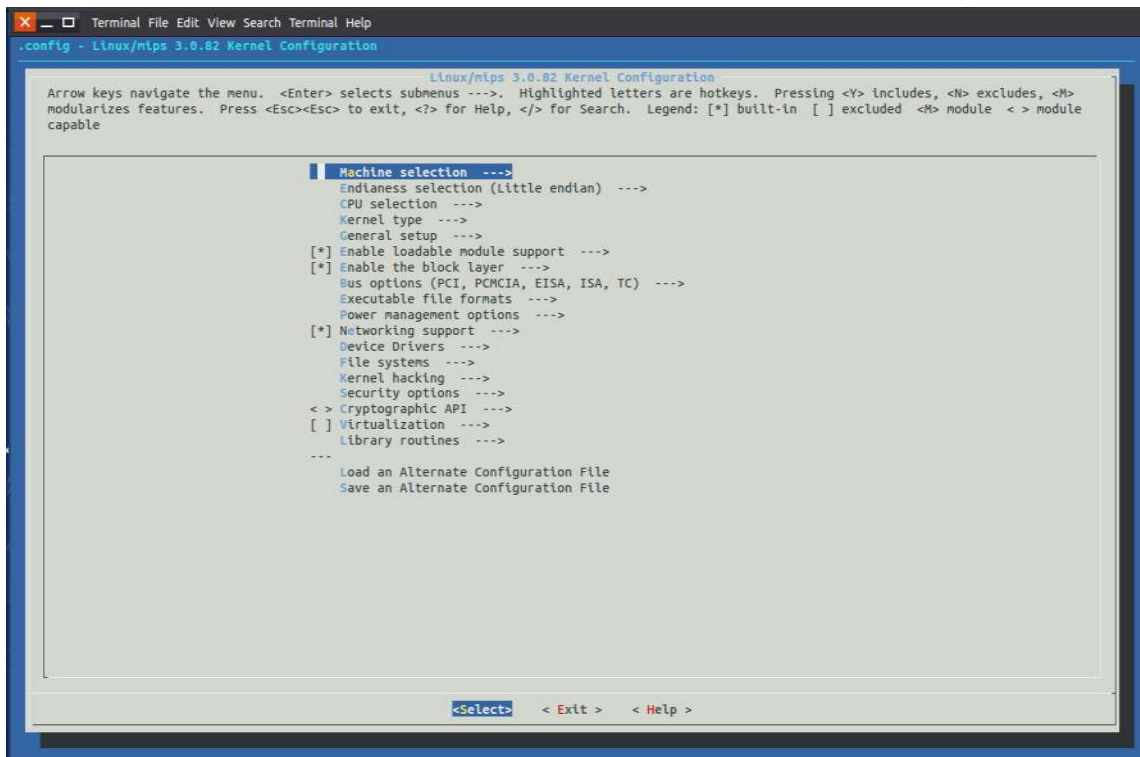 Terminal File Edit View Search Terminal Help
.config - Linux/mips 3.0.82 Kernel Configuration
Linux/mips 3.0.82 Kernel Configuration
Arrow keys navigate the menu. <Enter> selects submenus --->. Highlighted letters are hotkeys. Pressing <Y> includes, <N> excludes, <M>
modularizes features. Press <Esc><Esc> to exit, <?> for Help, </> for Search. Legend: [*] built-in [ ] excluded <M> module < > module
capable
Machine selection --->
Endianess selection (Little endian) --->
CPU selection --->
Kernel type --->
General setup --->
[*] Enable loadable module support --->
[*] Enable the block layer --->
Bus options (PCI, PCMCIA, EISA, ISA, TC) --->
Executable file formats --->
Power management options --->
[*] Networking support --->
Device Drivers --->
File systems --->
Kernel hacking --->
Security options --->
< > Cryptographic API --->
[ ] Virtualization --->
Library routines --->
---
Load an Alternate Configuration File
Save an Alternate Configuration File
<Select> < Exit > < Help >